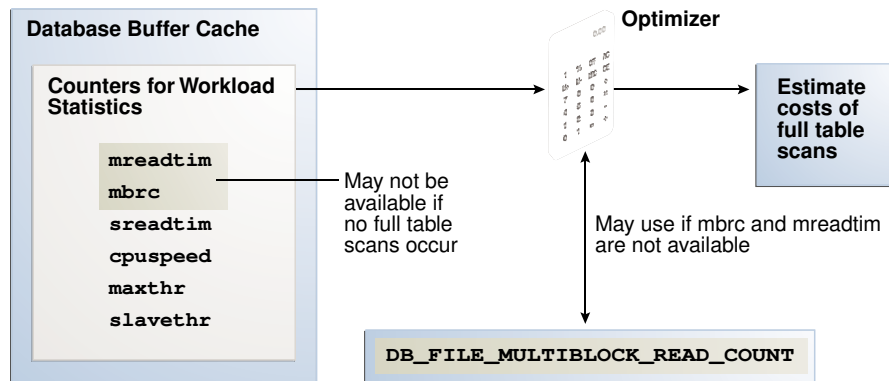 Database Buffer Cache
Counters for Workload
Statistics
mreadtim
mbrc
sreadtim
cpuspeed
maxthr
slavethr
May not be
available if
no full table
scans occur
Optimizer
0.00
Estimate
costs of
full table
scans
May use if mbrc and mreadtim
are not available
DB_FILE_MULTIBLOCK_READ_COUNT